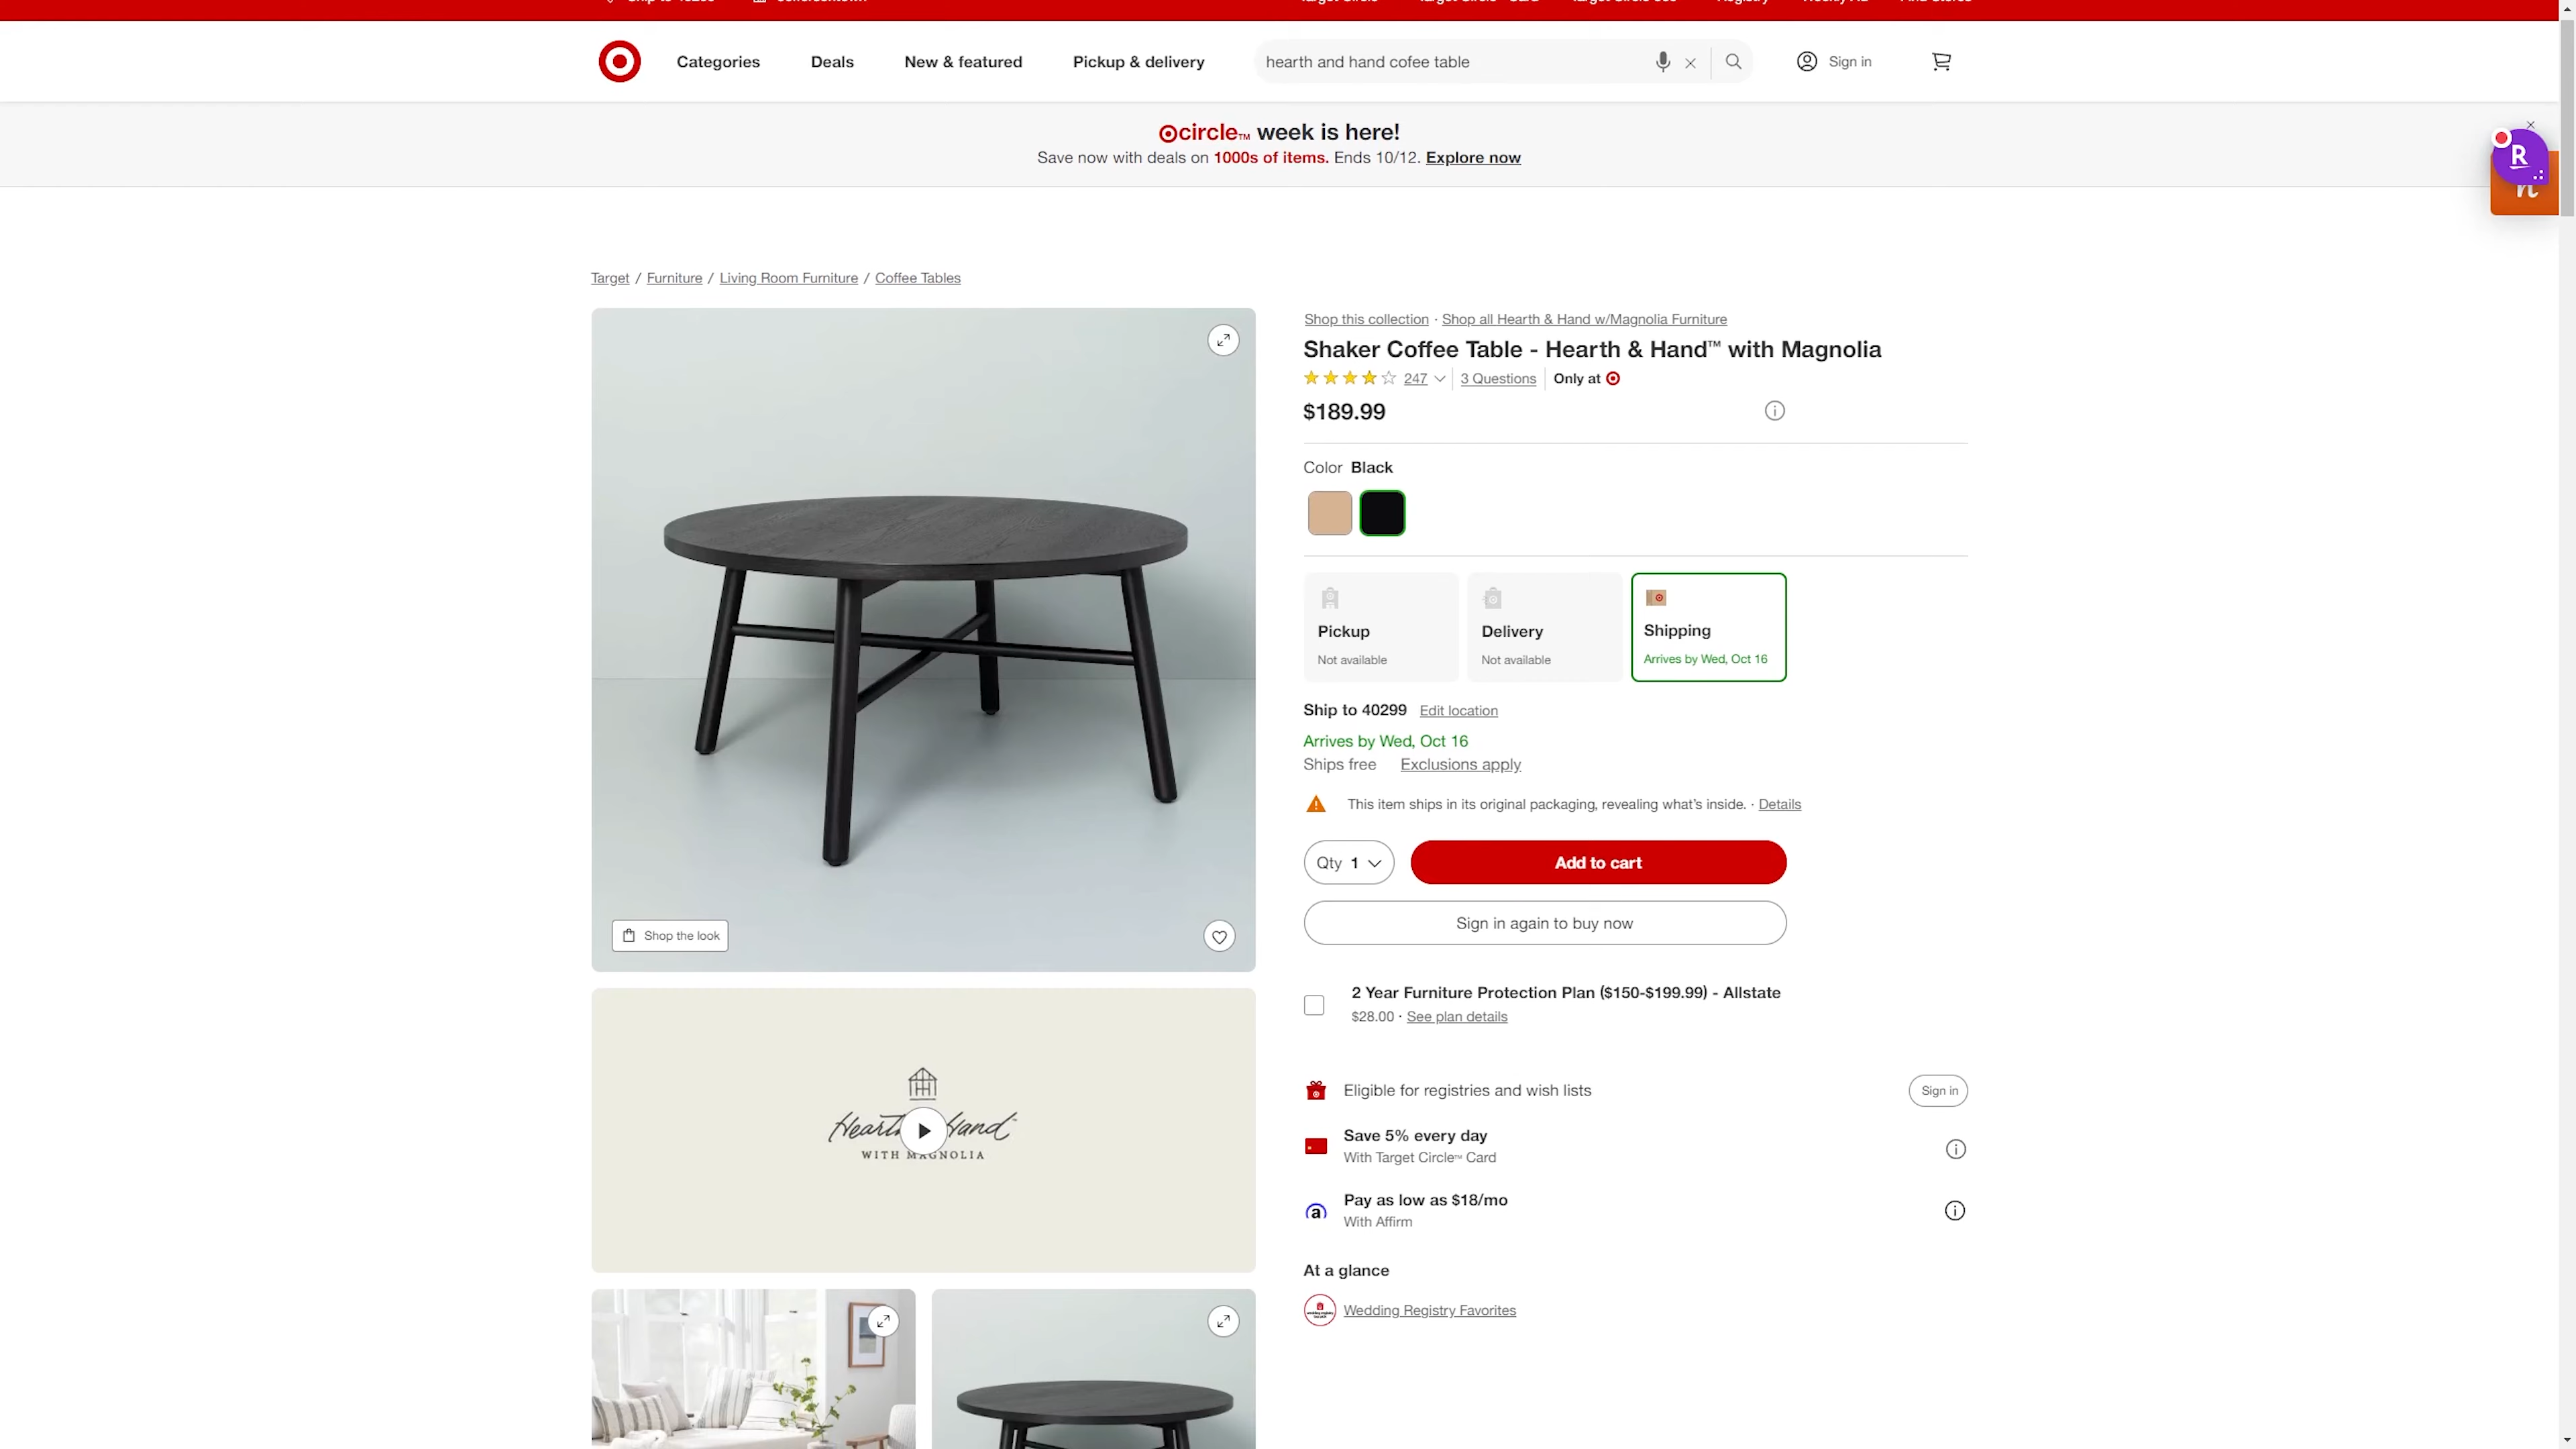 Target Circle
Registry
Categories
Deals
New & featured
Pickup & delivery
hearth and hand cofee table
Sign in
circle™ week is here!
Save now with deals on 1000s of items. Ends 10/12. Explore now
R
n
Target / Furniture / Living Room Furniture / Coffee Tables
Shop this collection · Shop all Hearth & Hand w/Magnolia Furniture
Shaker Coffee Table - Hearth & Hand™ with Magnolia
247
3 Questions
Only at
$189.99
Color Black
Pickup
Not available
Delivery
Not available
Shipping
Arrives by Wed, Oct 16
Ship to 40299 Edit location
Arrives by Wed, Oct 16
Ships free Exclusions apply
This item ships in its original packaging, revealing what's inside. · Details
Qty 1
Add to cart
Sign in again to buy now
Shop the look
2 Year Furniture Protection Plan ($150-$199.99) - Allstate
$28.00 · See plan details
Hearth Hand™
WITH MAGNOLIA
Eligible for registries and wish lists
Sign in
Save 5% every day
With Target Circle™ Card
a
Pay as low as $18/mo
With Affirm
At a glance
Wedding Registry Favorites